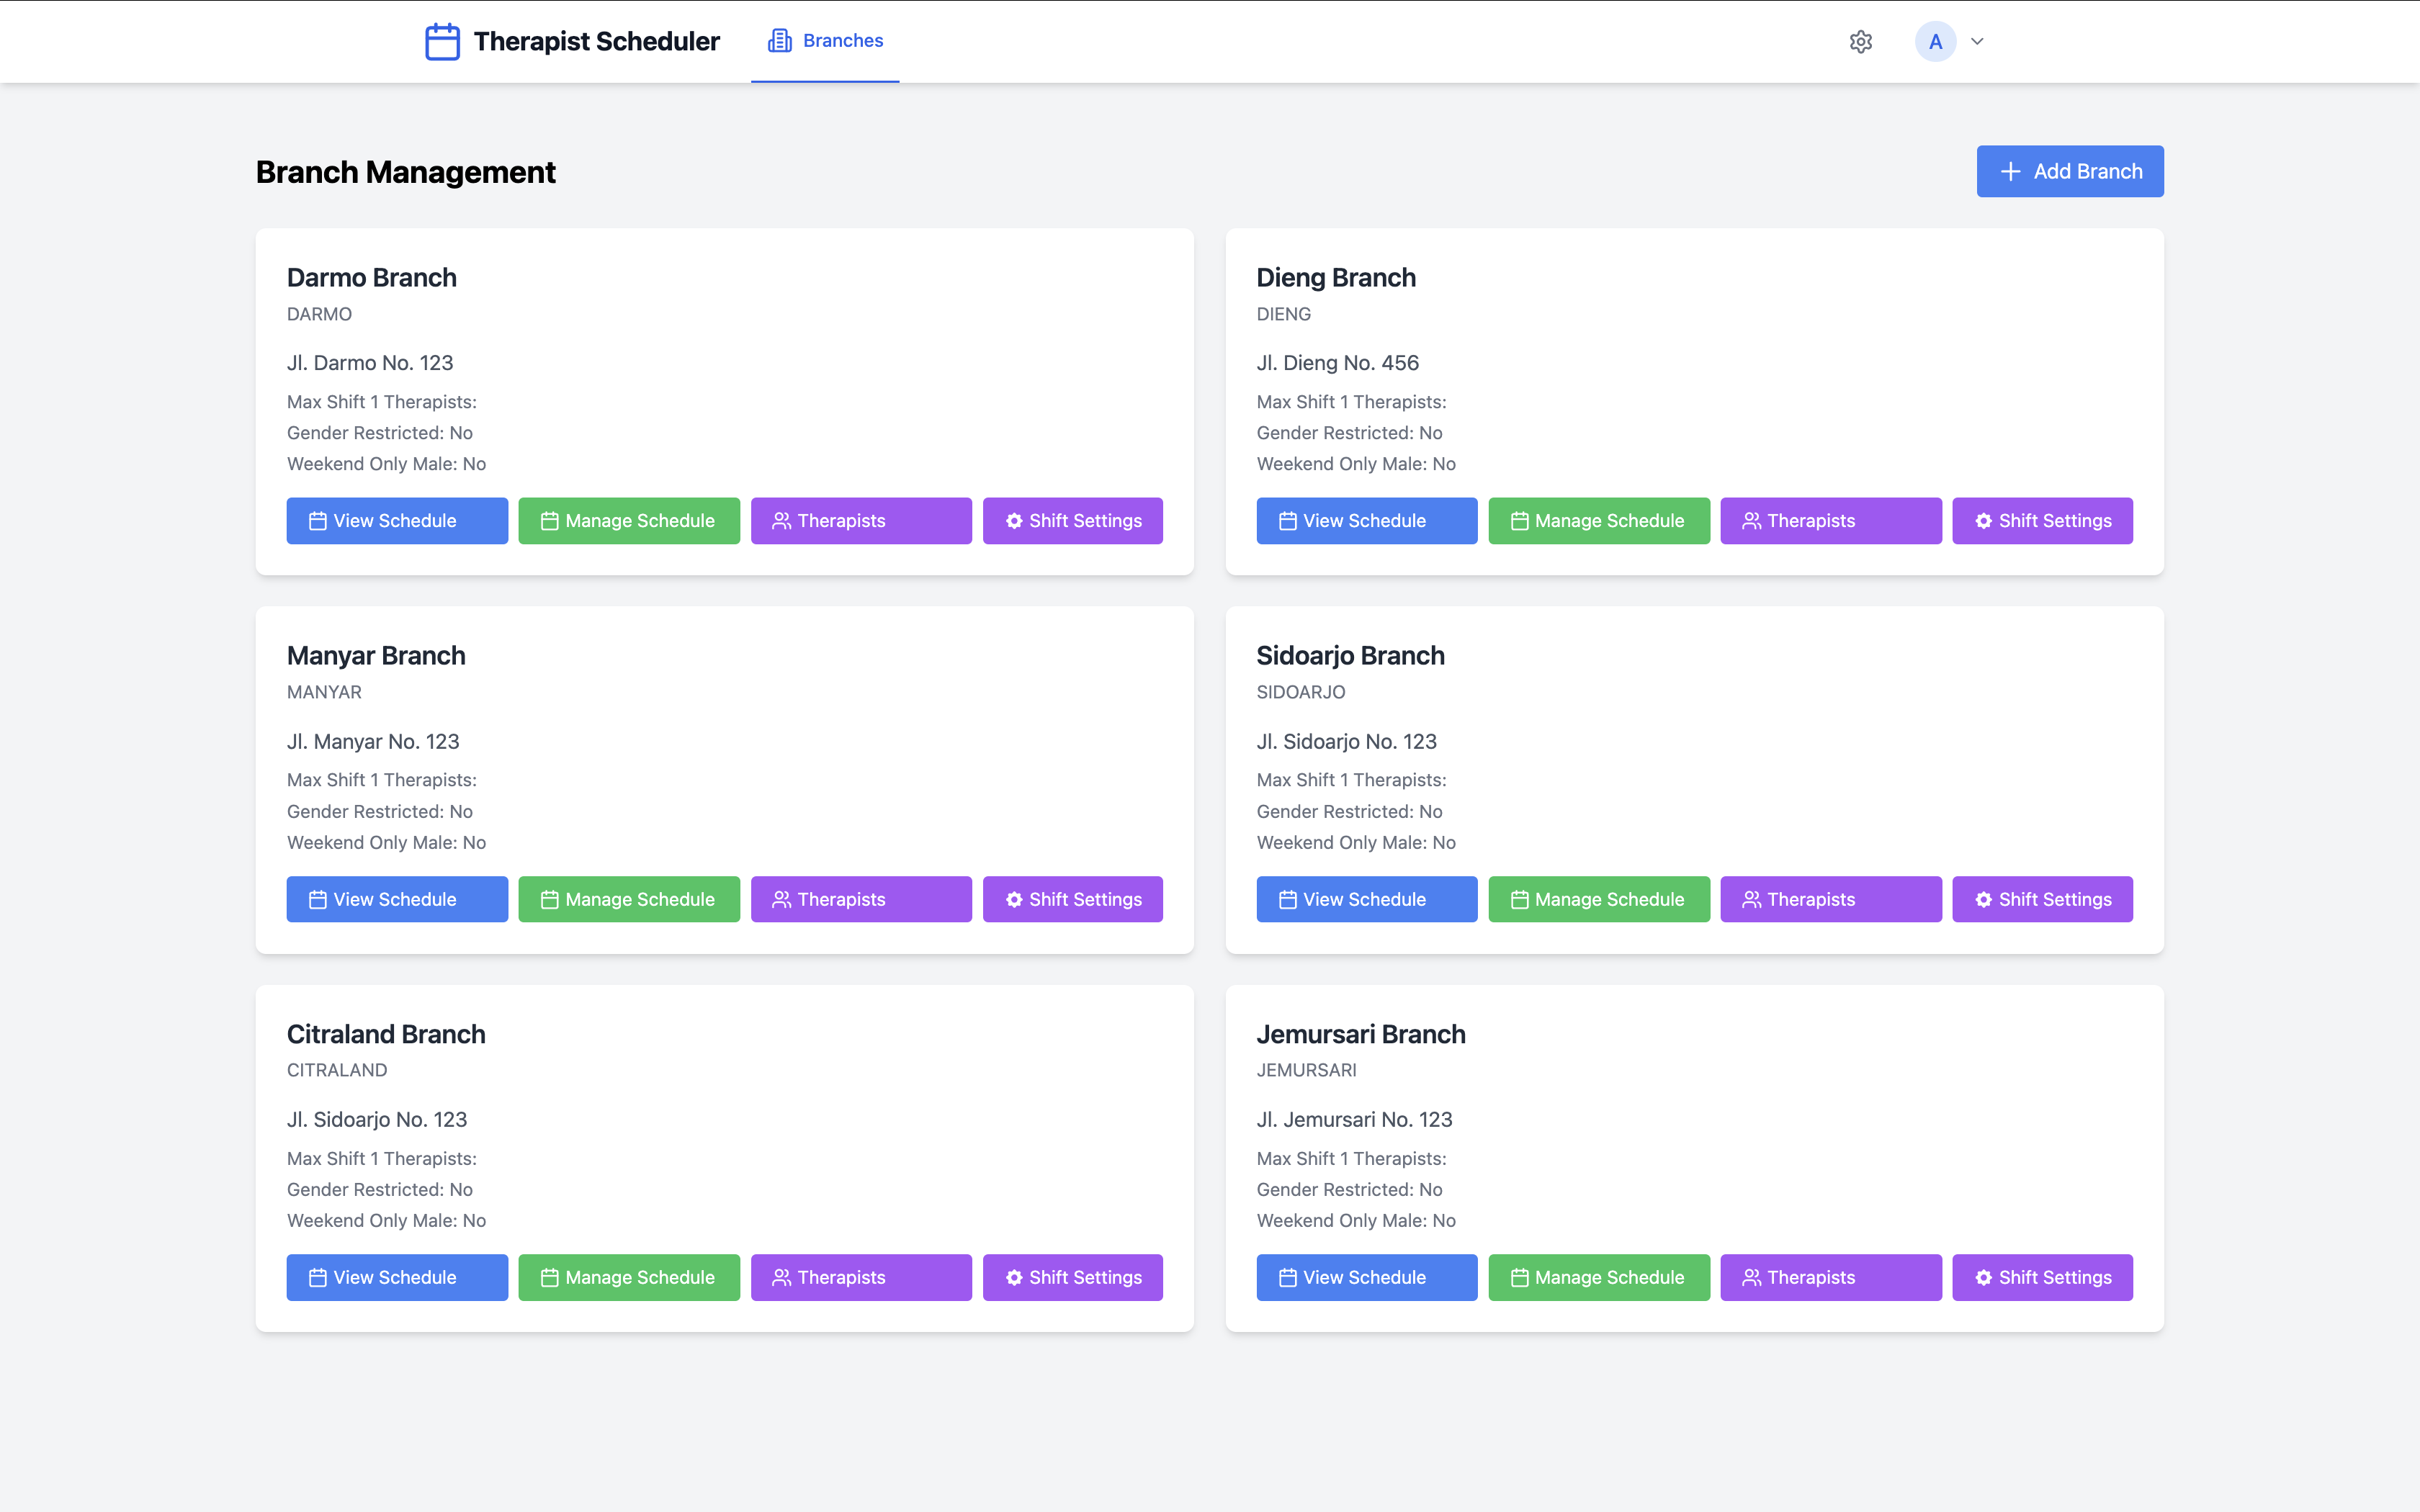 Therapist Scheduler
Branches
A
Branch Management
Add Branch
Darmo Branch
DARMO
Jl. Darmo No. 123
Max Shift 1 Therapists:
Gender Restricted: No
Weekend Only Male: No
View Schedule
Manage Schedule
Therapists
Shift Settings
Dieng Branch
DIENG
Jl. Dieng No. 456
Max Shift 1 Therapists:
Gender Restricted: No
Weekend Only Male: No
View Schedule
Manage Schedule
Therapists
Shift Settings
Manyar Branch
MANYAR
Jl. Manyar No. 123
Max Shift 1 Therapists:
Gender Restricted: No
Weekend Only Male: No
View Schedule
Manage Schedule
Therapists
Shift Settings
Sidoarjo Branch
SIDOARJO
Jl. Sidoarjo No. 123
Max Shift 1 Therapists:
Gender Restricted: No
Weekend Only Male: No
View Schedule
Manage Schedule
Therapists
Shift Settings
Citraland Branch
CITRALAND
Jl. Sidoarjo No. 123
Max Shift 1 Therapists:
Gender Restricted: No
Weekend Only Male: No
View Schedule
Manage Schedule
Therapists
Shift Settings
Jemursari Branch
JEMURSARI
Jl. Jemursari No. 123
Max Shift 1 Therapists:
Gender Restricted: No
Weekend Only Male: No
View Schedule
Manage Schedule
Therapists
Shift Settings